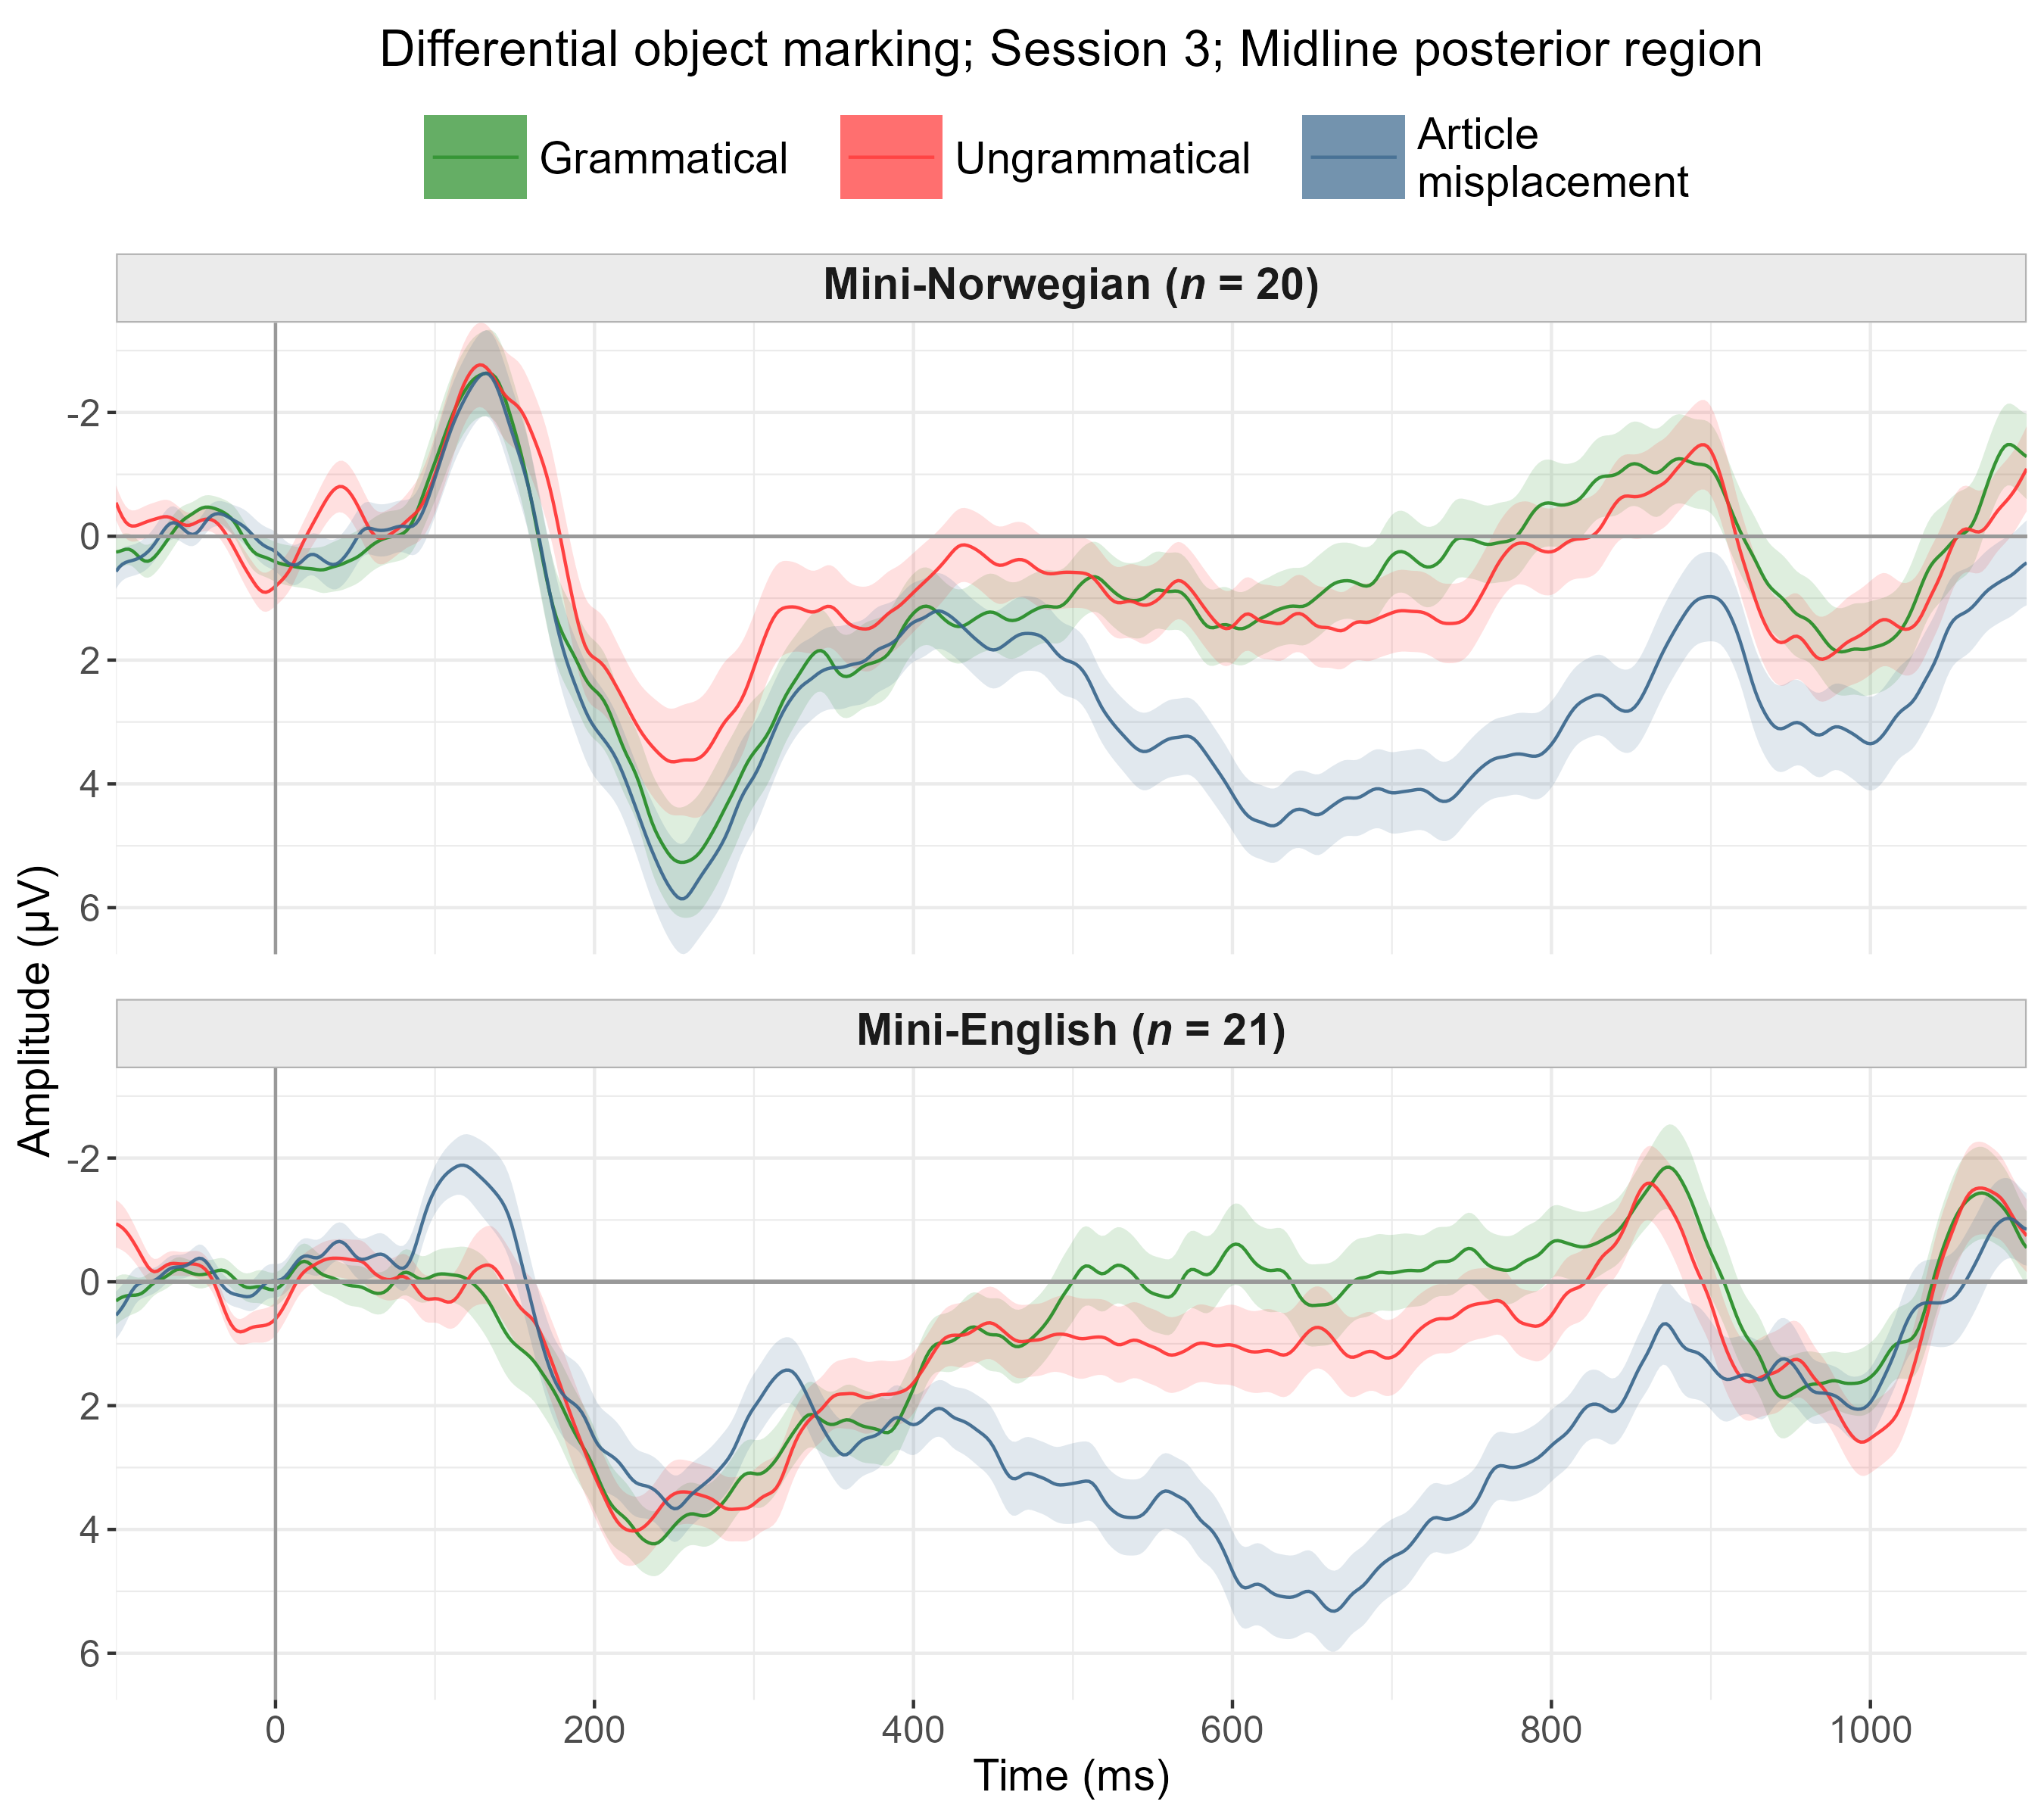 Differential object marking; Session 3; Midline posterior region
Grammatical
Ungrammatical
Article
misplacement
Mini-Norwegian (n = 20)
-2
0
2
4
6
Amplitude (µV)
Mini-English (n = 21)
-2
0
2
4
6
0 200 400 600 800 1000
Time (ms)